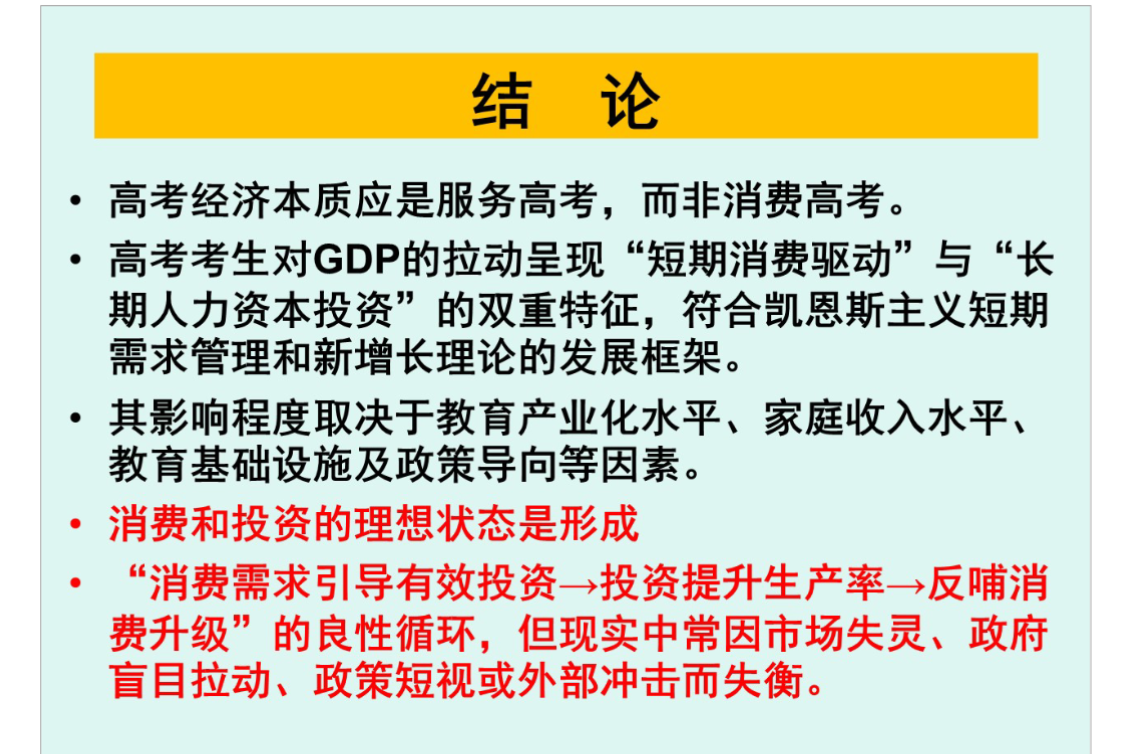 结 论
• 高考经济本质应是服务高考，而非消费高考。
• 高考考生对GDP的拉动呈现“短期消费驱动”与“长
期人力资本投资”的双重特征，符合凯恩斯主义短期
需求管理和新增长理论的发展框架。
• 其影响程度取决于教育产业化水平、家庭收入水平、
教育基础设施及政策导向等因素。
• 消费和投资的理想状态是形成
• “消费需求引导有效投资→投资提升生产率→反哺消
费升级”的良性循环，但现实中常因市场失灵、政府
盲目拉动、政策短视或外部冲击而失衡。